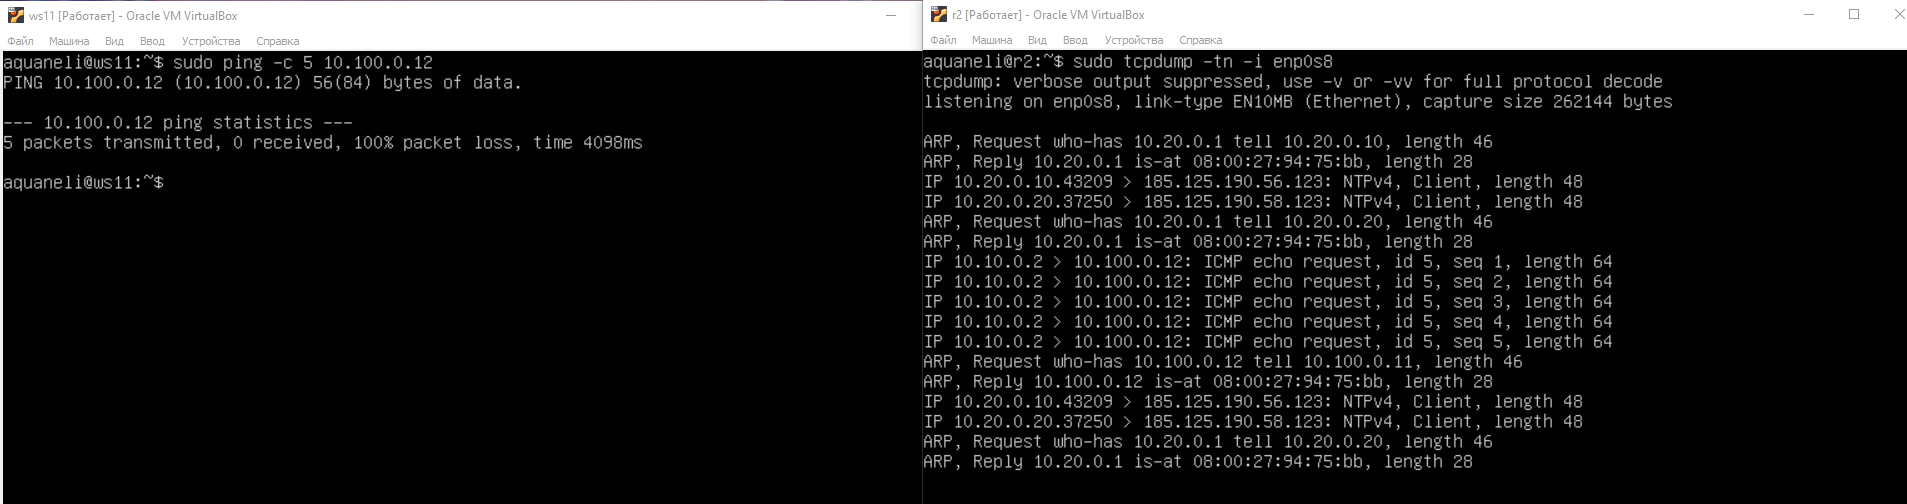 ws11 [Работает] - Oracle VM VirtualBox
Файл Машина Вид Ввод Устройства Справка
aquaneli@ws11:~$ sudo ping -c 5 10.100.0.12
PING 10.100.0.12 (10.100.0.12) 56(84) bytes of data.
--- 10.100.0.12 ping statistics ---
5 packets transmitted, 0 received, 100% packet loss, time 4098ms
aquaneli@ws11:~$
r2 [Работает] - Oracle VM VirtualBox
Файл Машина Вид Ввод Устройства Справка
aquaneli@r2:~$ sudo tcpdump -tn -i enp0s8
tcpdump: verbose output suppressed, use -v or -vv for full protocol decode
listening on enp0s8, link-type EN10MB (Ethernet), capture size 262144 bytes
ARP, Request who-has 10.20.0.1 tell 10.20.0.10, length 46
ARP, Reply 10.20.0.1 is-at 08:00:27:94:75:bb, length 28
IP 10.20.0.10.43209 > 185.125.190.56.123: NTPv4, Client, length 48
IP 10.20.0.20.37250 > 185.125.190.58.123: NTPv4, Client, length 48
ARP, Request who-has 10.20.0.1 tell 10.20.0.20, length 46
ARP, Reply 10.20.0.1 is-at 08:00:27:94:75:bb, length 28
IP 10.10.0.2 > 10.100.0.12: ICMP echo request, id 5, seq 1, length 64
IP 10.10.0.2 > 10.100.0.12: ICMP echo request, id 5, seq 2, length 64
IP 10.10.0.2 > 10.100.0.12: ICMP echo request, id 5, seq 3, length 64
IP 10.10.0.2 > 10.100.0.12: ICMP echo request, id 5, seq 4, length 64
IP 10.10.0.2 > 10.100.0.12: ICMP echo request, id 5, seq 5, length 64
ARP, Request who-has 10.100.0.12 tell 10.100.0.11, length 46
ARP, Reply 10.100.0.12 is-at 08:00:27:94:75:bb, length 28
IP 10.20.0.10.43209 > 185.125.190.56.123: NTPv4, Client, length 48
IP 10.20.0.20.37250 > 185.125.190.58.123: NTPv4, Client, length 48
ARP, Request who-has 10.20.0.1 tell 10.20.0.20, length 46
ARP, Reply 10.20.0.1 is-at 08:00:27:94:75:bb, length 28